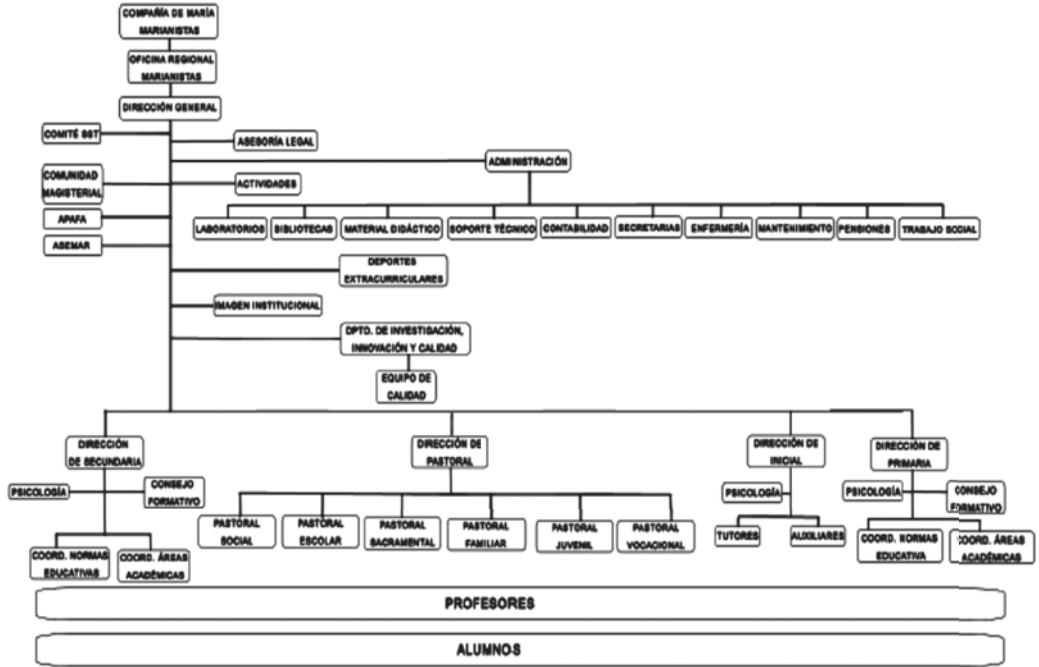 COMPAÑÍA DE MARÍA
MARIANISTAS
OFICINA REGIONAL
MARIANISTAS
DIRECCIÓN GENERAL
COMITÉ SST
ASESORÍA LEGAL
ADMINISTRACIÓN
COMUNIDAD
MAGISTERIAL
ACTIVIDADES
APAFA
LABORATORIOS
BIBLIOTECAS
MATERIAL DIDÁCTICO
SOPORTE TÉCNICO
CONTABILIDAD
SECRETARIAS
ENFERMERÍA
MANTENIMIENTO
PENSIONES
TRABAJO SOCIAL
ASEMAR
DEPORTES
EXTRACURRICULARES
IMAGEN INSTITUCIONAL
DPTO. DE INVESTIGACIÓN,
INNOVACIÓN Y CALIDAD
EQUIPO DE
CALIDAD
DIRECCIÓN
DE SECUNDARIA
DIRECCIÓN DE
PASTORAL
DIRECCIÓN DE
INICIAL
DIRECCIÓN DE
PRIMARIA
PSICOLOGÍA
CONSEJO
FORMATIVO
PSICOLOGÍA
PSICOLOGÍA
CONSEJO
FORMATIVO
PASTORAL
SOCIAL
PASTORAL
ESCOLAR
PASTORAL
SACRAMENTAL
PASTORAL
FAMILIAR
PASTORAL
JUVENIL
PASTORAL
VOCACIONAL
TUTORES
AUXILIARES
COORD. NORMAS
EDUCATIVAS
COORD. ÁREAS
ACADÉMICAS
COORD. NORMAS
EDUCATIVA
COORD. ÁREAS
ACADÉMICAS
PROFESORES
ALUMNOS